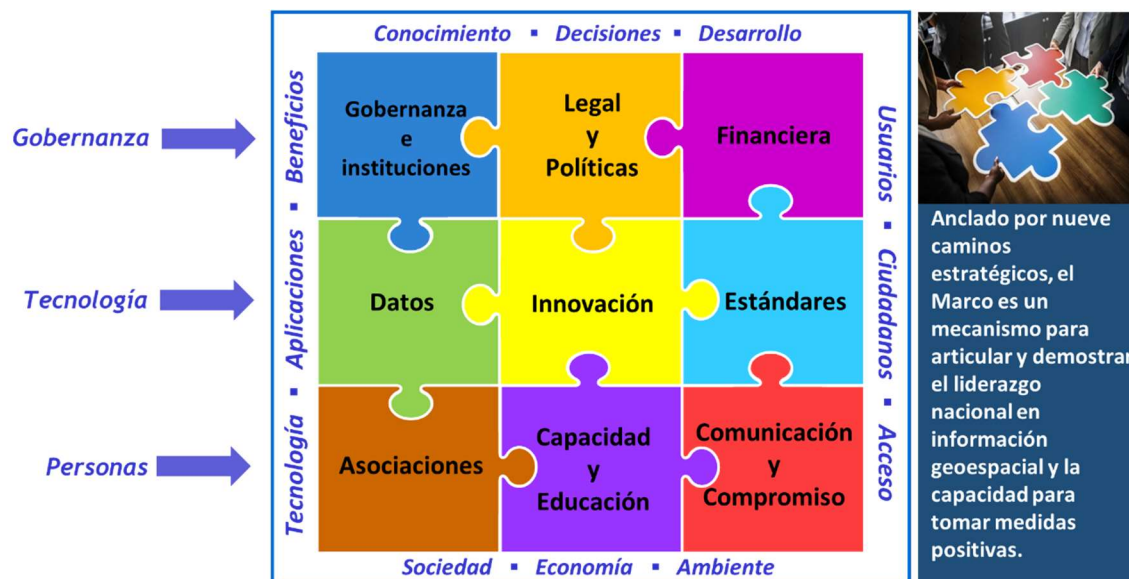 Conocimiento ▪ Decisiones ▪ Desarrollo
Gobernanza
Tecnología
Personas
Tecnología ▪ Aplicaciones ▪ Beneficios
Gobernanza
e
instituciones
Legal
y
Políticas
Financiera
Datos
Innovación
Estándares
Asociaciones
Capacidad
y
Educación
Comunicación
y
Compromiso
Usuarios ▪ Ciudadanos ▪ Acceso
Sociedad ▪ Economía ▪ Ambiente
Anclado por nueve
caminos
estratégicos, el
Marco es un
mecanismo para
articular y demostrar
el liderazgo
nacional en
información
geoespacial y la
capacidad para
tomar medidas
positivas.